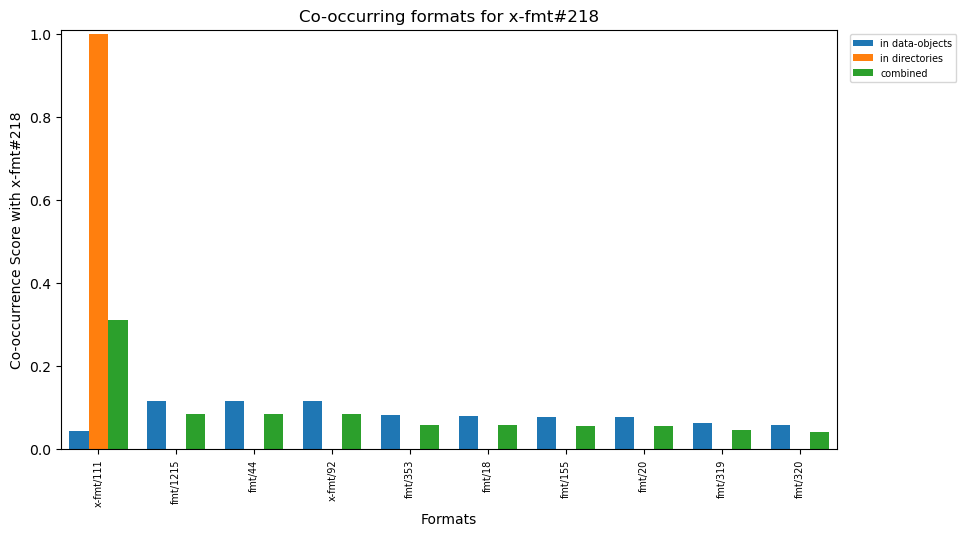 Co-occurring formats for x-fmt#218
in data-objects
in directories
combined
Co-occurrence Score with x-fmt#218
1.0
0.8
0.6
0.4
0.2
0.0
x-fmt/111
fmt/1215
fmt/44
x-fmt/92
fmt/353
fmt/18
fmt/155
fmt/20
fmt/319
fmt/320
Formats